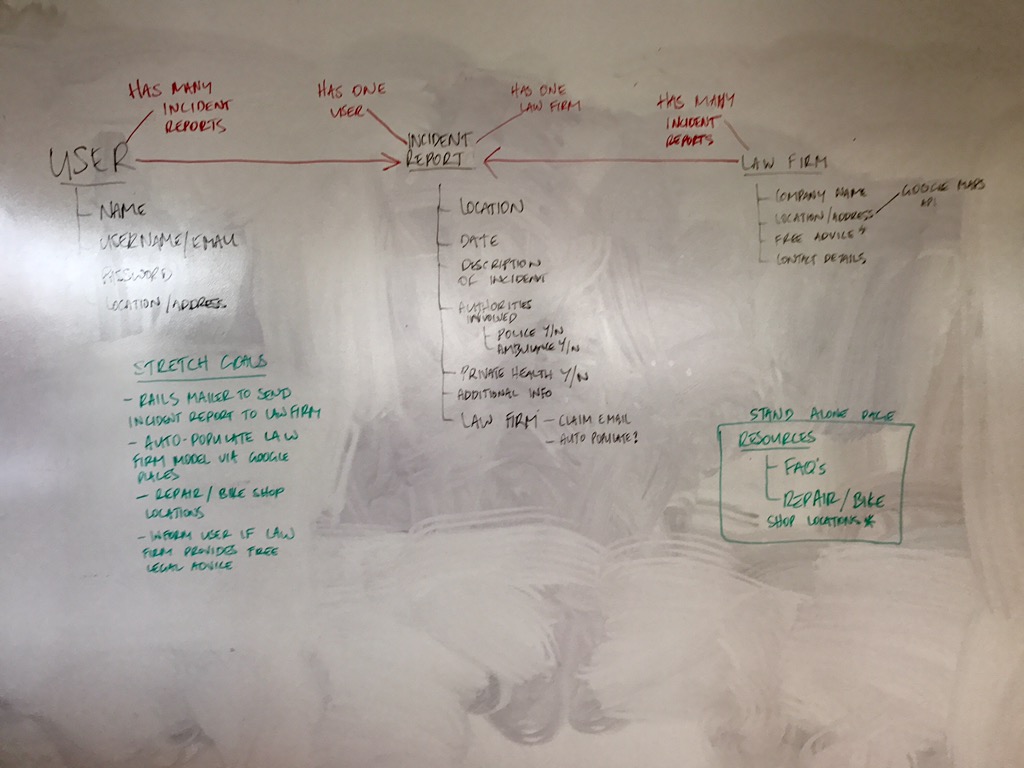 HAS MANY
INCIDENT
REPORTS
HAS ONE
USER
HAS ONE
LAW FIRM
HAS MANY
INCIDENT
REPORTS
USER
NAME
USERNAME/EMAIL
PASSWORD
LOCATION/ADDRESS
INCIDENT
REPORT
LOCATION
DATE
DESCRIPTION
OF INCIDENT
AUTHORITIES
INVOLVED
POLICE Y/N
AMBULANCE Y/N
PRIVATE HEALTH Y/N
ADDITIONAL INFO
LAW FIRM - CLAIM EMAIL
- AUTO POPULATE?
LAW FIRM
COMPANY NAME
LOCATION/ADDRESS
GOOGLE MAPS
API
FREE ADVICE*
CONTACT DETAILS
STRETCH GOALS
- RAILS MAILER TO SEND
INCIDENT REPORT TO LAW FIRM
- AUTO-POPULATE LAW
FIRM MODEL VIA GOOGLE
PLACES
- REPAIR/BIKE SHOP
LOCATIONS
- INFORM USER IF LAW
FIRM PROVIDES FREE
LEGAL ADVICE
STAND ALONE PAGE
RESOURCES
FAQ'S
REPAIR/BIKE
SHOP LOCATIONS*